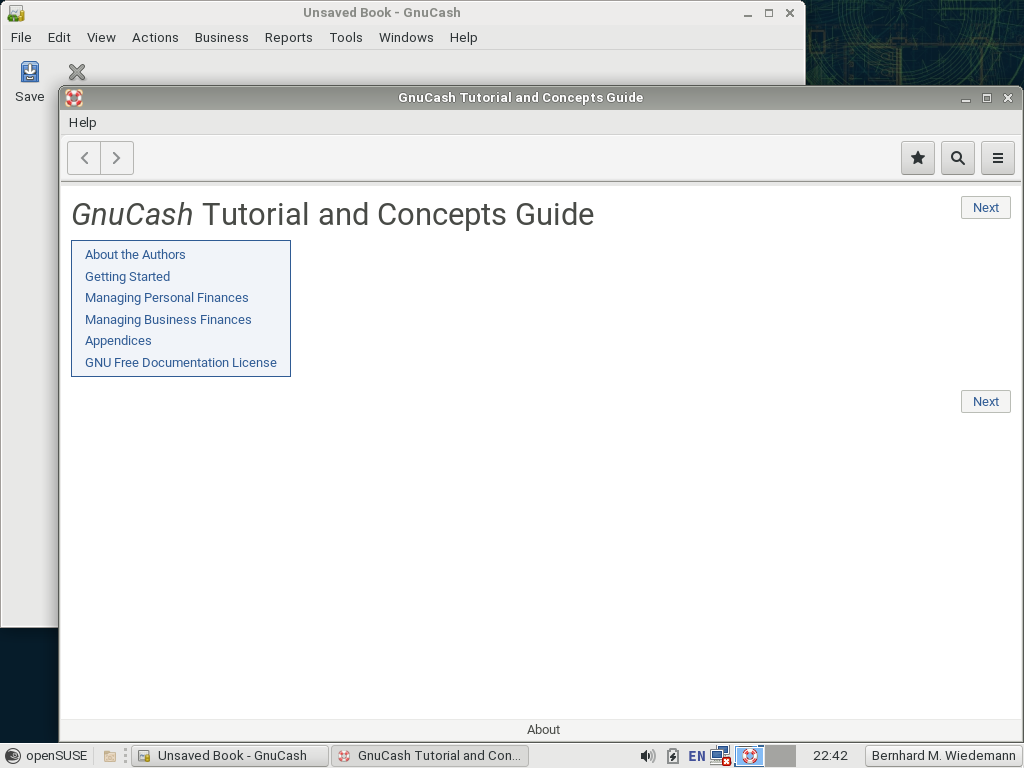 Unsaved Book - GnuCash
File Edit View Actions Business Reports Tools Windows Help
Save
GnuCash Tutorial and Concepts Guide
Help
GnuCash Tutorial and Concepts Guide
Next
About the Authors
Getting Started
Managing Personal Finances
Managing Business Finances
Appendices
GNU Free Documentation License
Next
About
openSUSE Unsaved Book - GnuCash GnuCash Tutorial and Con... EN 22:42 Bernhard M. Wiedemann